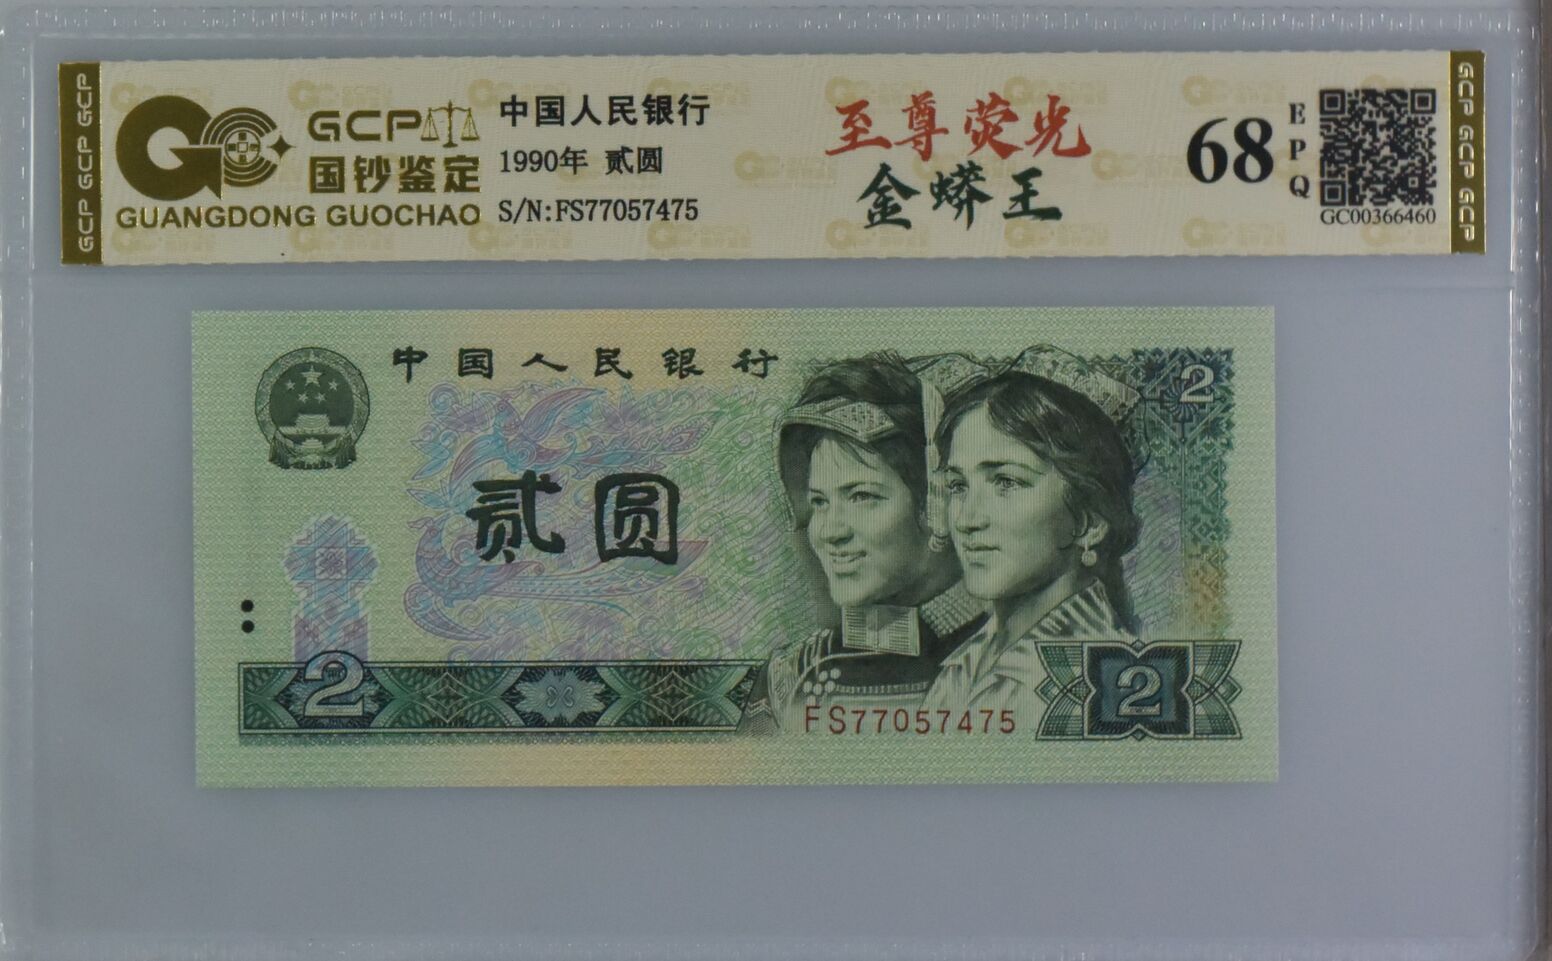 GCP GCP GCP
GCP
国钞鉴定
GUANGDONG GUOCHAO
中国人民银行
1990年 贰圆
S/N:FS77057475
至尊荧光
金蟒王
68
EPQ
GC00366460
GCP GCP GCP
中国人民银行
2
贰圆
2
FS77057475
2